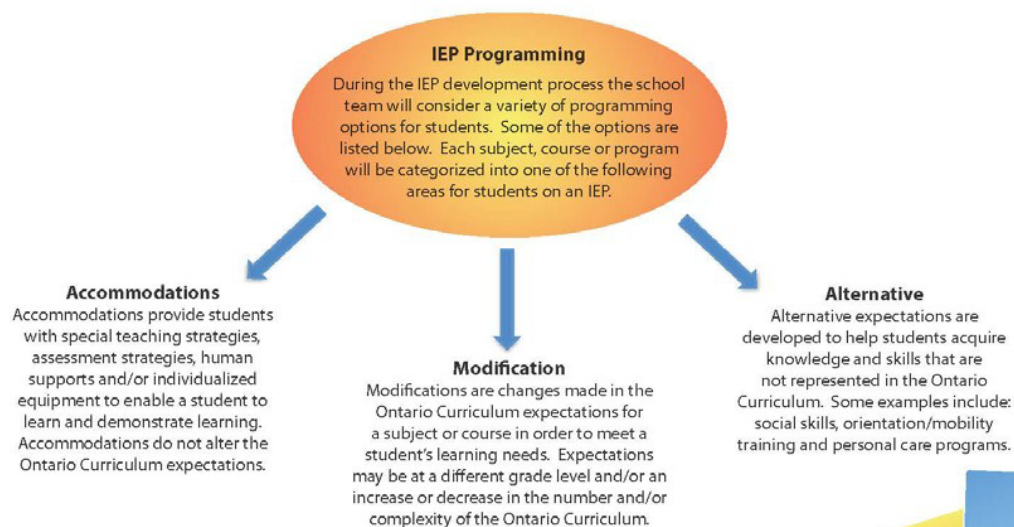 IEP Programming
During the IEP development process the school
team will consider a variety of programming
options for students. Some of the options are
listed below. Each subject, course or program
will be categorized into one of the following
areas for students on an IEP.
Accommodations
Accommodations provide students
with special teaching strategies,
assessment strategies, human
supports and/or individualized
equipment to enable a student to
learn and demonstrate learning.
Accommodations do not alter the
Ontario Curriculum expectations.
Modification
Modifications are changes made in the
Ontario Curriculum expectations for
a subject or course in order to meet a
student's learning needs. Expectations
may be at a different grade level and/or an
increase or decrease in the number and/or
complexity of the Ontario Curriculum.
Alternative
Alternative expectations are
developed to help students acquire
knowledge and skills that are
not represented in the Ontario
Curriculum. Some examples include:
social skills, orientation/mobility
training and personal care programs.